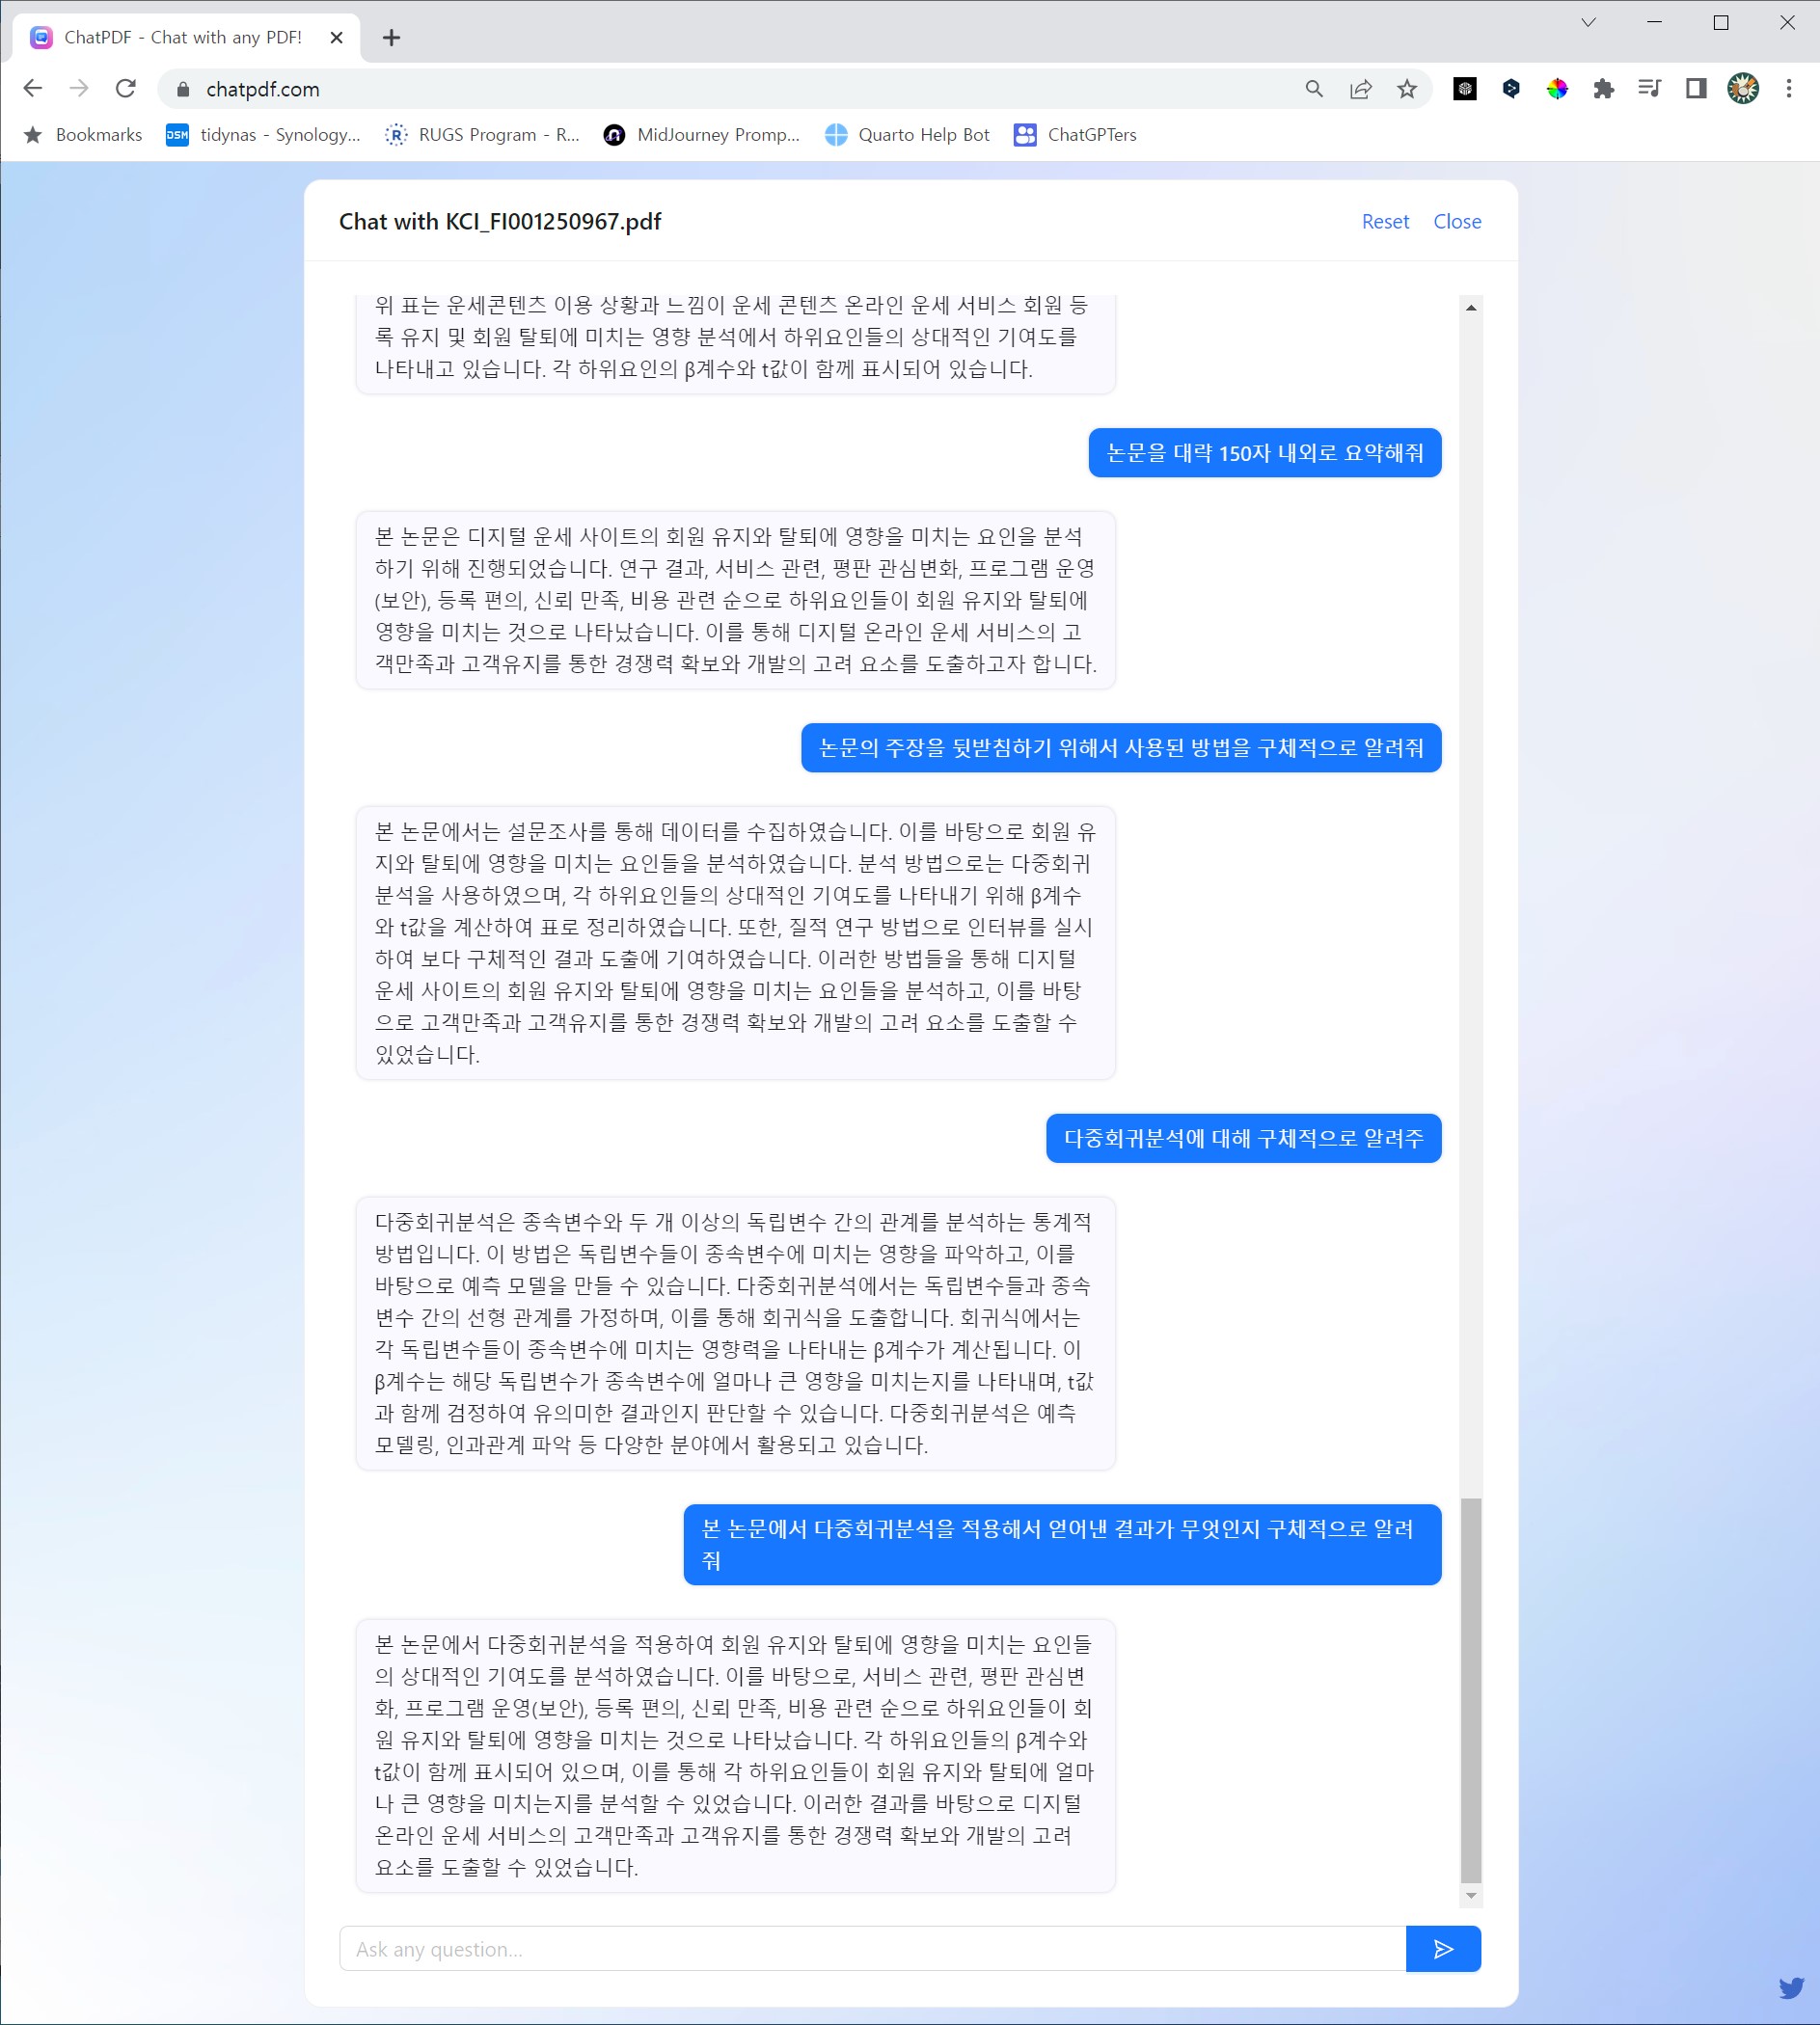 ChatPDF - Chat with any PDF!
chatpdf.com
Bookmarks
DSM
tidynas - Synology...
R
RUGS Program - R...
MidJourney Promp...
Quarto Help Bot
ChatGPTers
Chat with KCI_FI001250967.pdf
Reset
Close
위 표는 운세콘텐츠 이용 상황과 느낌이 운세 콘텐츠 온라인 운세 서비스 회원 등
록 유지 및 회원 탈퇴에 미치는 영향 분석에서 하위요인들의 상대적인 기여도를
나타내고 있습니다. 각 하위요인의 β계수와 t값이 함께 표시되어 있습니다.
논문을 대략 150자 내외로 요약해줘
본 논문은 디지털 운세 사이트의 회원 유지와 탈퇴에 영향을 미치는 요인을 분석
하기 위해 진행되었습니다. 연구 결과, 서비스 관련, 평판 관심변화, 프로그램 운영
(보안), 등록 편의, 신뢰 만족, 비용 관련 순으로 하위요인들이 회원 유지와 탈퇴에
영향을 미치는 것으로 나타났습니다. 이를 통해 디지털 온라인 운세 서비스의 고
객만족과 고객유지를 통한 경쟁력 확보와 개발의 고려 요소를 도출하고자 합니다.
논문의 주장을 뒷받침하기 위해서 사용된 방법을 구체적으로 알려줘
본 논문에서는 설문조사를 통해 데이터를 수집하였습니다. 이를 바탕으로 회원 유
지와 탈퇴에 영향을 미치는 요인들을 분석하였습니다. 분석 방법으로는 다중회귀
분석을 사용하였으며, 각 하위요인들의 상대적인 기여도를 나타내기 위해 β계수
와 t값을 계산하여 표로 정리하였습니다. 또한, 질적 연구 방법으로 인터뷰를 실시
하여 보다 구체적인 결과 도출에 기여하였습니다. 이러한 방법들을 통해 디지털
운세 사이트의 회원 유지와 탈퇴에 영향을 미치는 요인들을 분석하고, 이를 바탕
으로 고객만족과 고객유지를 통한 경쟁력 확보와 개발의 고려 요소를 도출할 수
있었습니다.
다중회귀분석에 대해 구체적으로 알려주
다중회귀분석은 종속변수와 두 개 이상의 독립변수 간의 관계를 분석하는 통계적
방법입니다. 이 방법은 독립변수들이 종속변수에 미치는 영향을 파악하고, 이를
바탕으로 예측 모델을 만들 수 있습니다. 다중회귀분석에서는 독립변수들과 종속
변수 간의 선형 관계를 가정하며, 이를 통해 회귀식을 도출합니다. 회귀식에서는
각 독립변수들이 종속변수에 미치는 영향력을 나타내는 β계수가 계산됩니다. 이
β계수는 해당 독립변수가 종속변수에 얼마나 큰 영향을 미치는지를 나타내며, t값
과 함께 검정하여 유의미한 결과인지 판단할 수 있습니다. 다중회귀분석은 예측
모델링, 인과관계 파악 등 다양한 분야에서 활용되고 있습니다.
본 논문에서 다중회귀분석을 적용해서 얻어낸 결과가 무엇인지 구체적으로 알려
줘
본 논문에서 다중회귀분석을 적용하여 회원 유지와 탈퇴에 영향을 미치는 요인들
의 상대적인 기여도를 분석하였습니다. 이를 바탕으로, 서비스 관련, 평판 관심변
화, 프로그램 운영(보안), 등록 편의, 신뢰 만족, 비용 관련 순으로 하위요인들이 회
원 유지와 탈퇴에 영향을 미치는 것으로 나타났습니다. 각 하위요인들의 β계수와
t값이 함께 표시되어 있으며, 이를 통해 각 하위요인들이 회원 유지와 탈퇴에 얼마
나 큰 영향을 미치는지를 분석할 수 있었습니다. 이러한 결과를 바탕으로 디지털
온라인 운세 서비스의 고객만족과 고객유지를 통한 경쟁력 확보와 개발의 고려
요소를 도출할 수 있었습니다.
Ask any question...